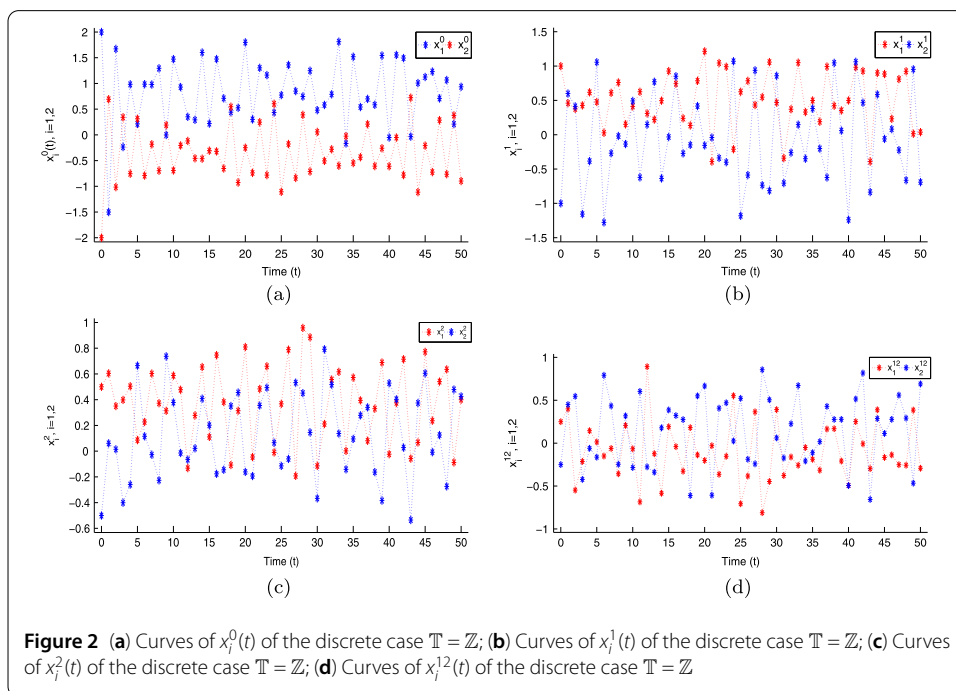 2
1.5
1
0.5
0
−0.5
−1
−1.5
−2
x_i^0(t), i=1,2
x_1^0 x_2^0
0 5 10 15 20 25 30 35 40 45 50
Time (t)
(a)
1.5
1
0.5
0
−0.5
−1
−1.5
x_i^1, i=1,2
x_1^1 x_2^1
0 5 10 15 20 25 30 35 40 45 50
Time (t)
(b)
1
0.8
0.6
0.4
0.2
0
−0.2
−0.4
−0.6
x_i^2, i=1,2
x_1^2 x_2^2
0 5 10 15 20 25 30 35 40 45 50
Time (t)
(c)
1
0.5
0
−0.5
−1
x_i^12, i=1,2
x_1^12 x_2^12
0 5 10 15 20 25 30 35 40 45 50
Time (t)
(d)
Figure 2 (a) Curves of x_i^0(t) of the discrete case 𝕋 = ℤ; (b) Curves of x_i^1(t) of the discrete case 𝕋 = ℤ; (c) Curves
of x_i^2(t) of the discrete case 𝕋 = ℤ; (d) Curves of x_i^12(t) of the discrete case 𝕋 = ℤ